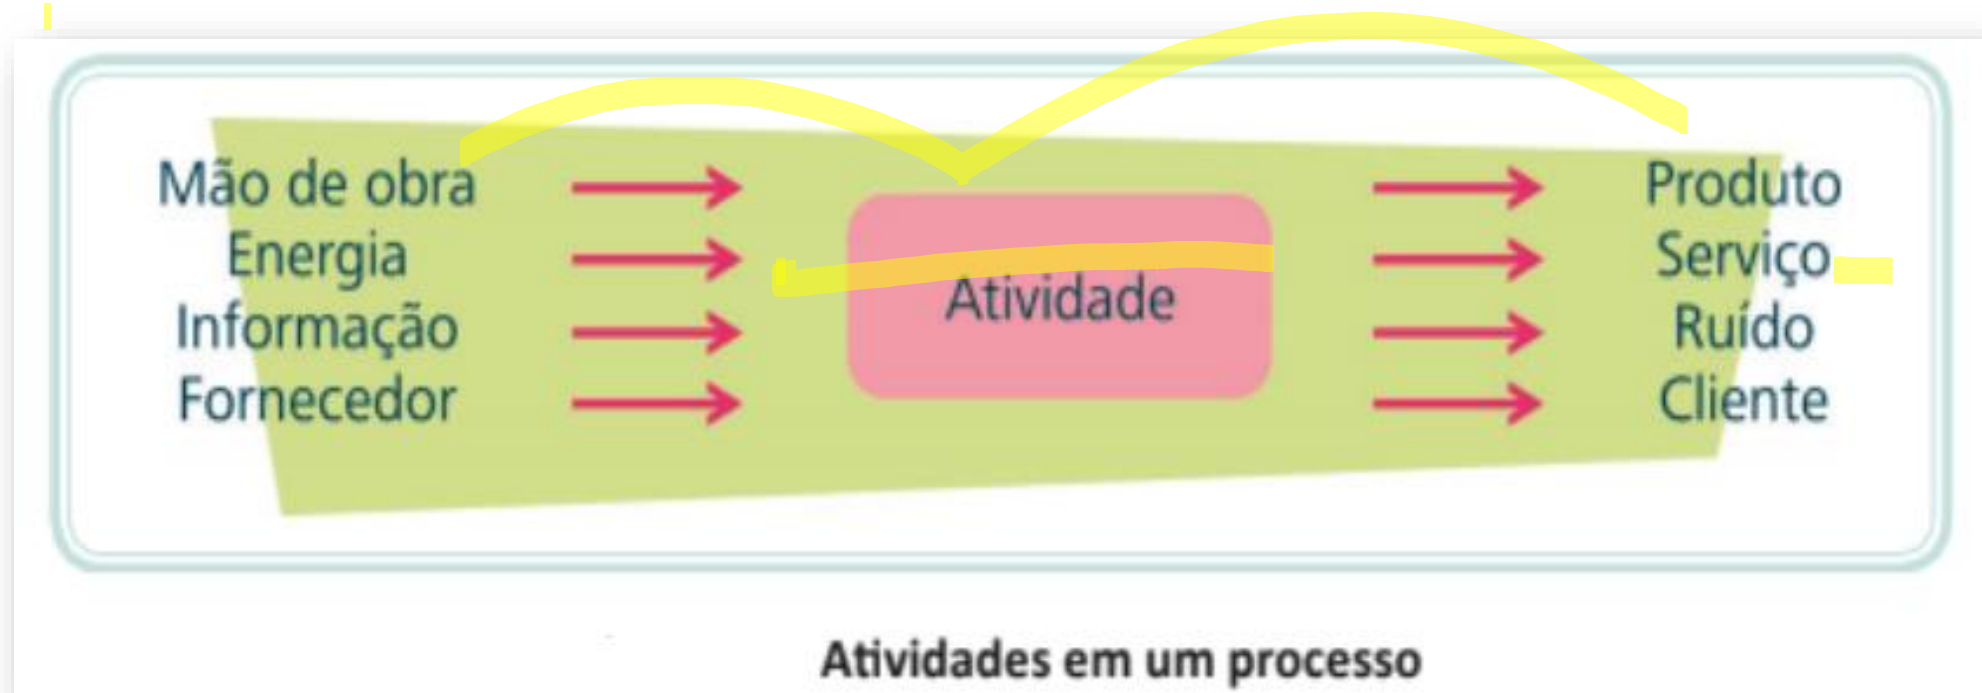 Mão de obra
Energia
Informação
Fornecedor
Atividade
Produto
Serviço
Ruído
Cliente
Atividades em um processo